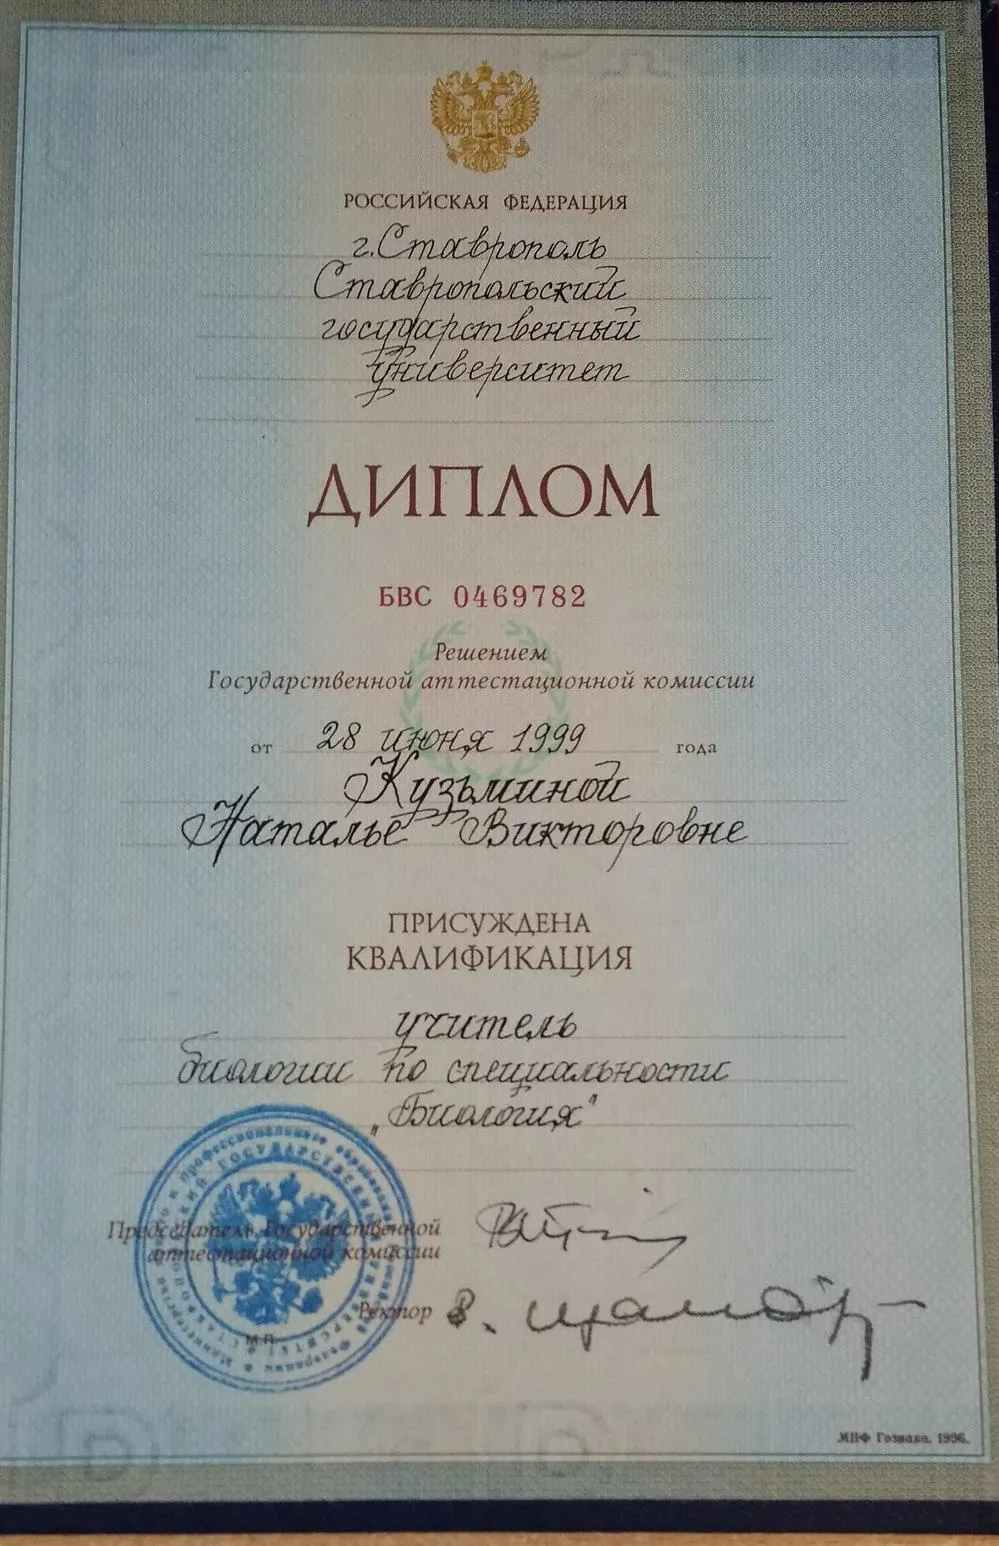 РОССИЙСКАЯ ФЕДЕРАЦИЯ
г.Ставрополь
Ставропольский
государственный
университет
ДИПЛОМ
БВС 0469782
Решением
Государственной аттестационной комиссии
от 28 июня 1999 года
Кузьминой
Наталье Викторовне
ПРИСУЖДЕНА
КВАЛИФИКАЦИЯ
учитель
биологии по специальности
„Биология"
Председатель Государственной
аттестационной комиссии
Ректор
М.П.
МПФ Гознака. 1996.